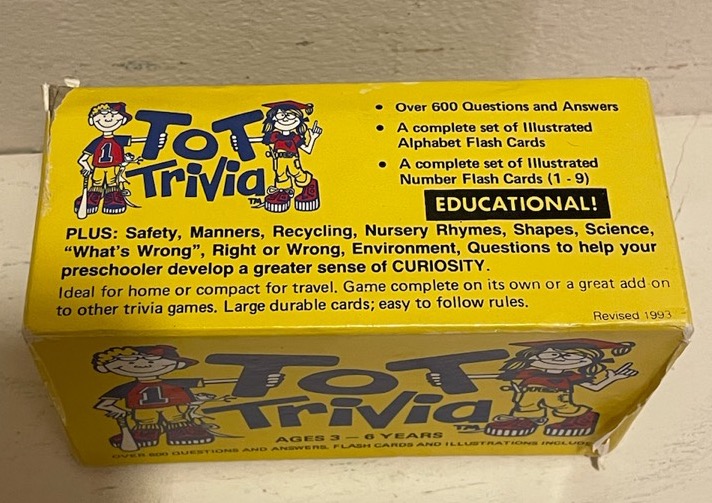 1
ToT
Trivia
TM
• Over 600 Questions and Answers
• A complete set of Illustrated
Alphabet Flash Cards
• A complete set of Illustrated
Number Flash Cards (1 - 9)
EDUCATIONAL!
PLUS: Safety, Manners, Recycling, Nursery Rhymes, Shapes, Science,
"What's Wrong", Right or Wrong, Environment, Questions to help your
preschooler develop a greater sense of CURIOSITY.
Ideal for home or compact for travel. Game complete on its own or a great add on
to other trivia games. Large durable cards; easy to follow rules.
Revised 1993
1
ToT
Trivia
TM
AGES 3 – 6 YEARS
OVER 600 QUESTIONS AND ANSWERS, FLASH CARDS AND ILLUSTRATIONS